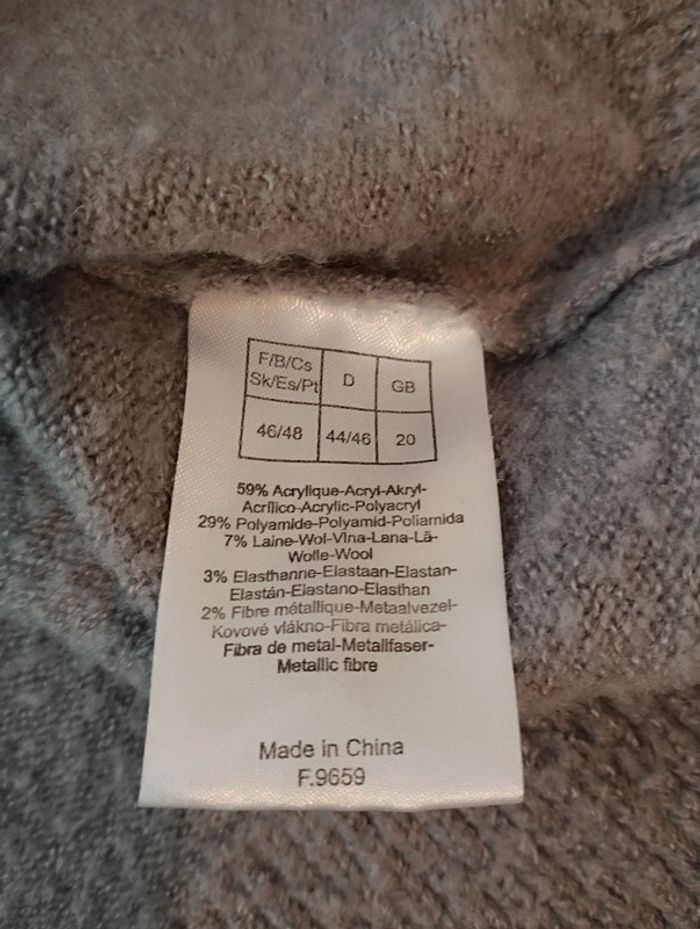 F/B/Cs
Sk/Es/Pt
D
GB
46/48
44/46
20
59% Acrylique-Acryl-Akryl-
Acrílico-Acrylic-Polyacryl
29% Polyamide-Polyamid-Poliamida
7% Laine-Wol-Vlna-Lana-Lã-
Wolle-Wool
3% Elasthanne-Elastaan-Elastan-
Elastán-Elastano-Elasthan
2% Fibre métallique-Metaalvezel-
Kovové vlákno-Fibra metálica-
Fibra de metal-Metallfaser-
Metallic fibre
Made in China
F.9659